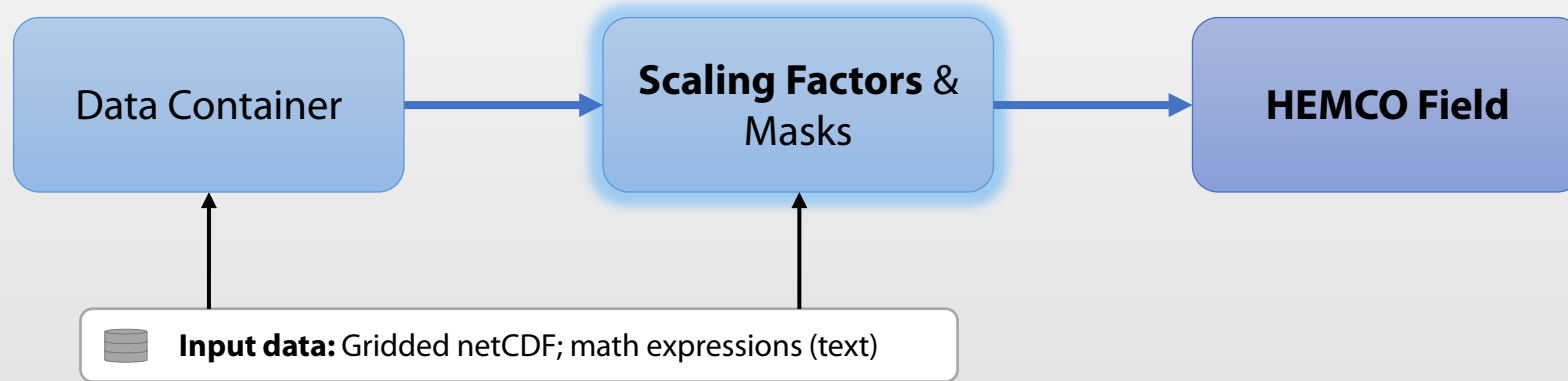 Data Container
Scaling Factors &
Masks
HEMCO Field
Input data: Gridded netCDF; math expressions (text)